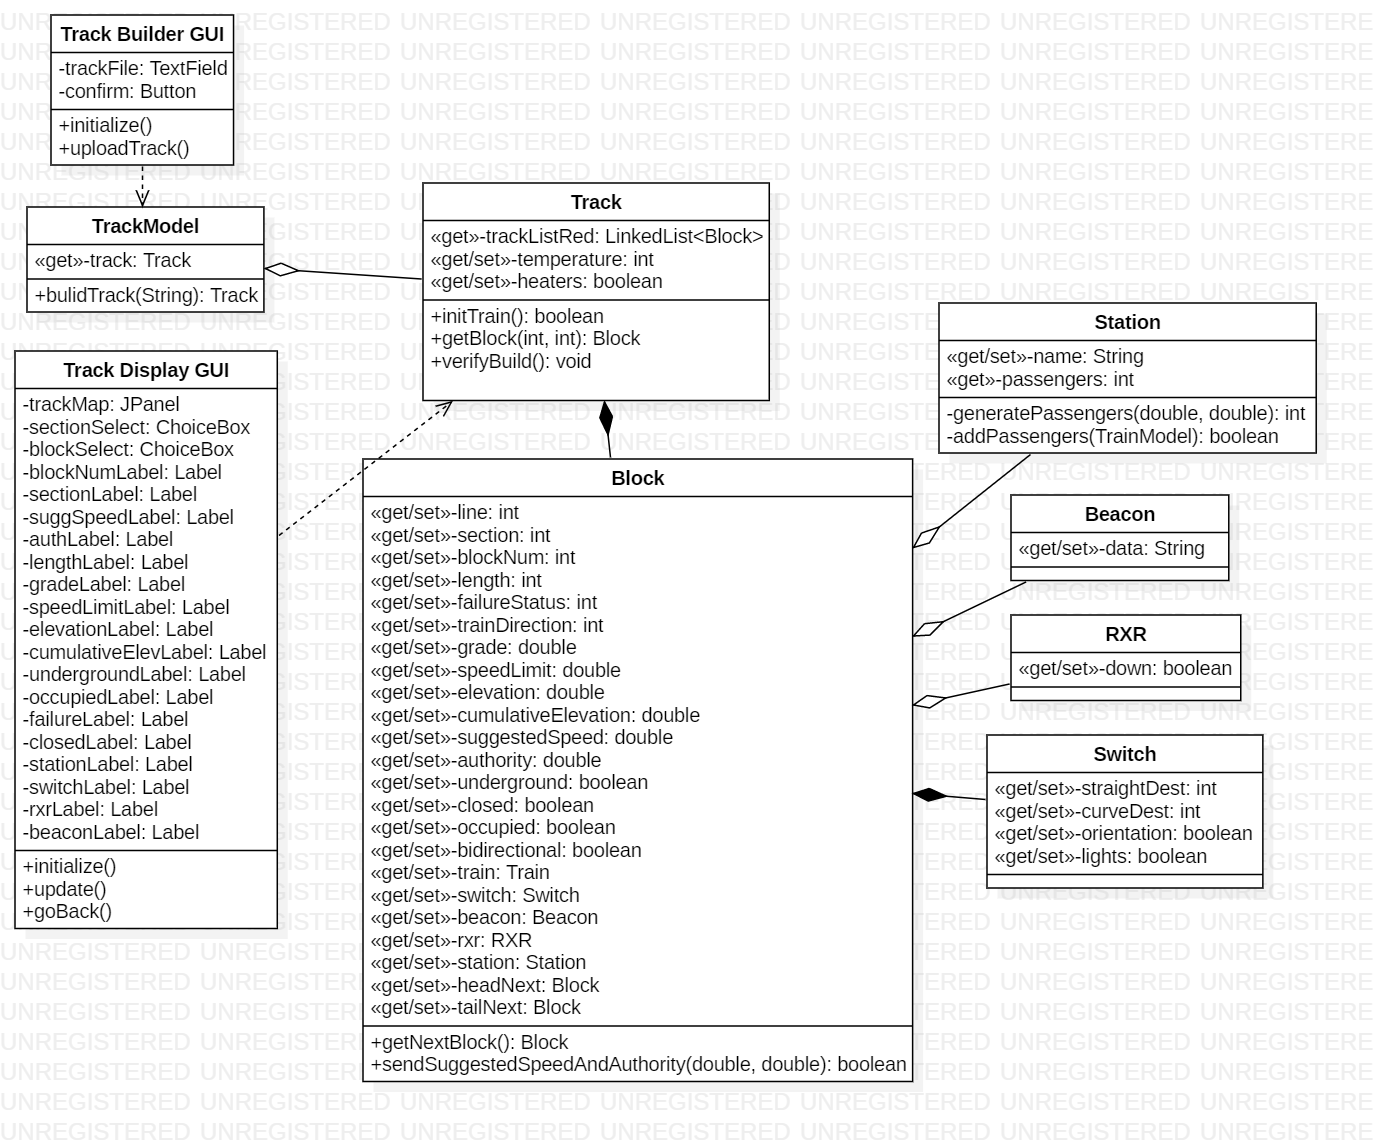 Track Builder GUI
-trackFile: TextField
-confirm: Button
+initialize()
+uploadTrack()
TrackModel
«get»-track: Track
+bulidTrack(String): Track
Track
«get»-trackListRed: LinkedList<Block>
«get/set»-temperature: int
«get/set»-heaters: boolean
+initTrain(): boolean
+getBlock(int, int): Block
+verifyBuild(): void
Track Display GUI
-trackMap: JPanel
-sectionSelect: ChoiceBox
-blockSelect: ChoiceBox
-blockNumLabel: Label
-sectionLabel: Label
-suggSpeedLabel: Label
-authLabel: Label
-lengthLabel: Label
-gradeLabel: Label
-speedLimitLabel: Label
-elevationLabel: Label
-cumulativeElevLabel: Label
-undergroundLabel: Label
-occupiedLabel: Label
-failureLabel: Label
-closedLabel: Label
-stationLabel: Label
-switchLabel: Label
-rxrLabel: Label
-beaconLabel: Label
+initialize()
+update()
+goBack()
Block
«get/set»-line: int
«get/set»-section: int
«get/set»-blockNum: int
«get/set»-length: int
«get/set»-failureStatus: int
«get/set»-trainDirection: int
«get/set»-grade: double
«get/set»-speedLimit: double
«get/set»-elevation: double
«get/set»-cumulativeElevation: double
«get/set»-suggestedSpeed: double
«get/set»-authority: double
«get/set»-underground: boolean
«get/set»-closed: boolean
«get/set»-occupied: boolean
«get/set»-bidirectional: boolean
«get/set»-train: Train
«get/set»-switch: Switch
«get/set»-beacon: Beacon
«get/set»-rxr: RXR
«get/set»-station: Station
«get/set»-headNext: Block
«get/set»-tailNext: Block
+getNextBlock(): Block
+sendSuggestedSpeedAndAuthority(double, double): boolean
Station
«get/set»-name: String
«get»-passengers: int
-generatePassengers(double, double): int
-addPassengers(TrainModel): boolean
Beacon
«get/set»-data: String
RXR
«get/set»-down: boolean
Switch
«get/set»-straightDest: int
«get/set»-curveDest: int
«get/set»-orientation: boolean
«get/set»-lights: boolean
UNREGISTERED